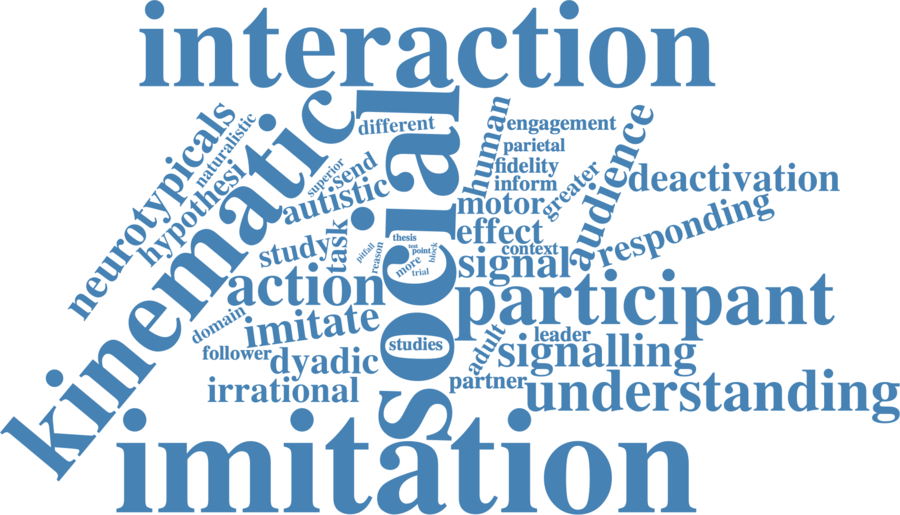 interaction
kinematic
social
imitation
neurotypicals
naturalistic
hypothesi
different
superior
send
autistic
human
engagement
parietal
fidelity
inform
greater
motor
audience
deactivation
responding
effect
context
signal
study
task
pitfall
reason
thesis
test
point
black
more
trial
action
participant
domain
imitate
studies
follower
dyadic
irrational
adult
leader
signalling
partner
understanding